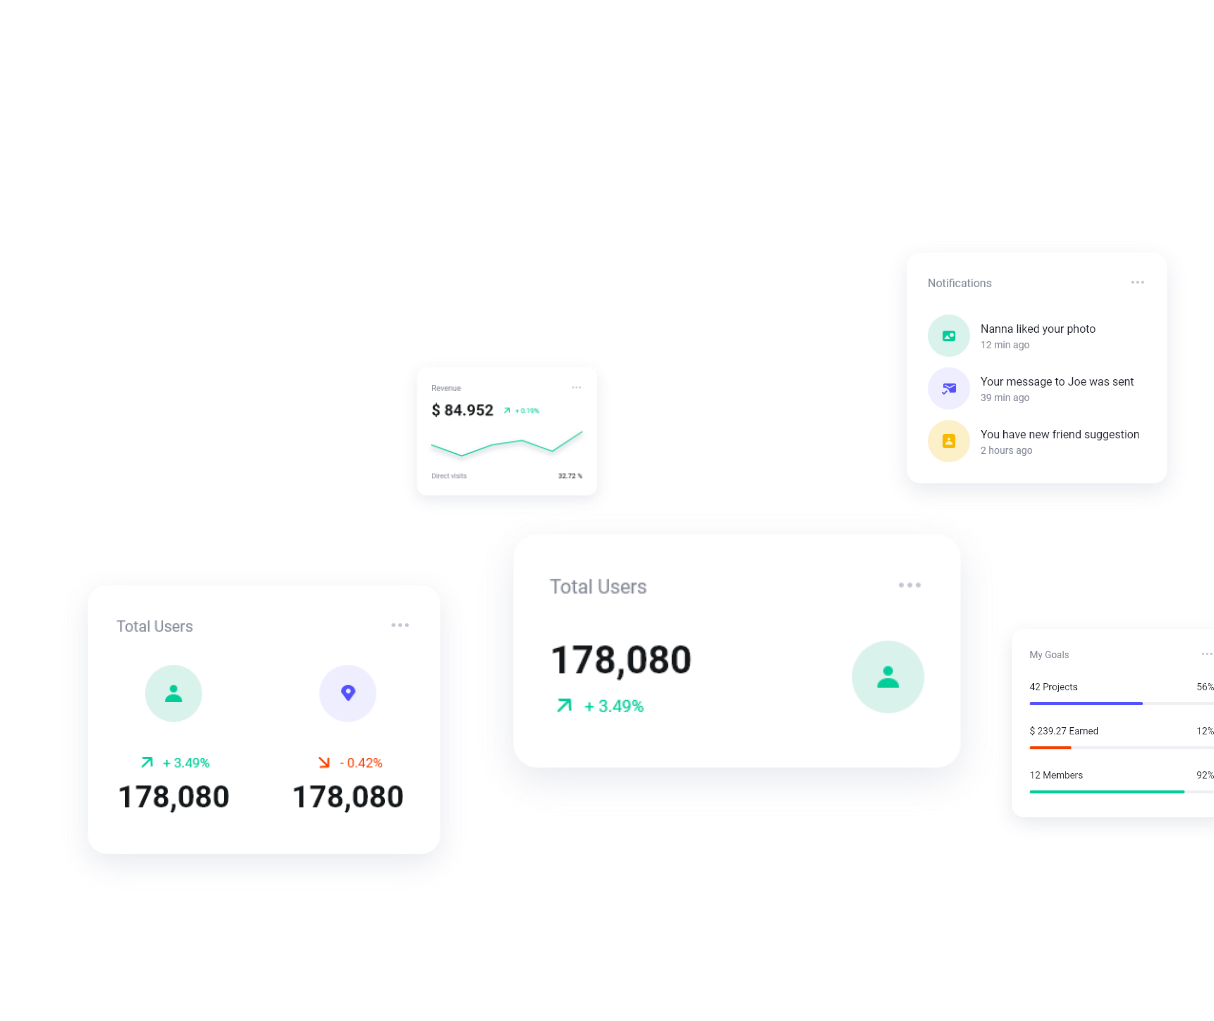 Notifications
Nanna liked your photo
12 min ago
Your message to Joe was sent
39 min ago
You have new friend suggestion
2 hours ago
Revenue
$ 84.952 + 0.19%
Direct visits 32.72 %
Total Users
178,080
+ 3.49%
Total Users
+ 3.49% - 0.42%
178,080 178,080
My Goals
42 Projects 56%
$ 239.27 Earned 12%
12 Members 92%